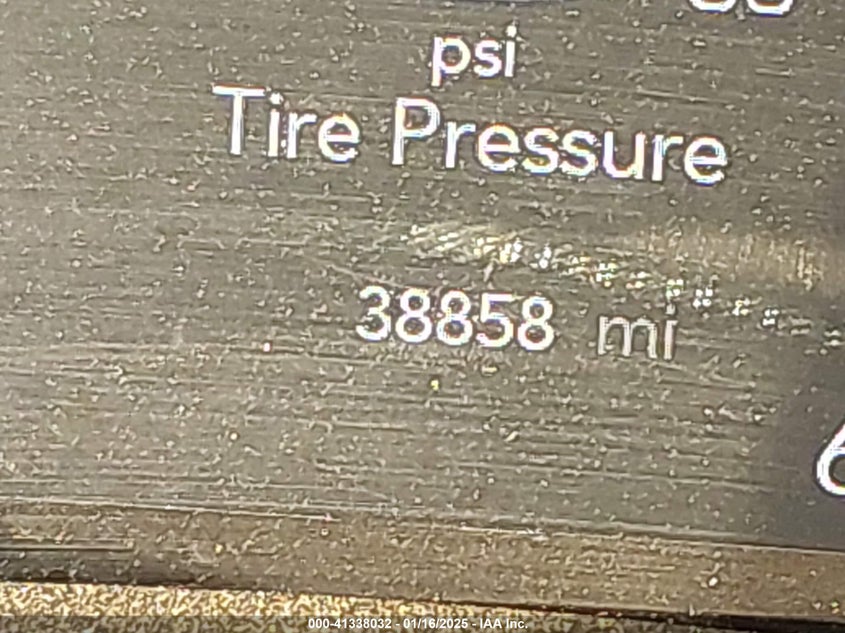 psi
Tire Pressure
38858 mi
000-41338032 - 01/16/2025 - IAA Inc.